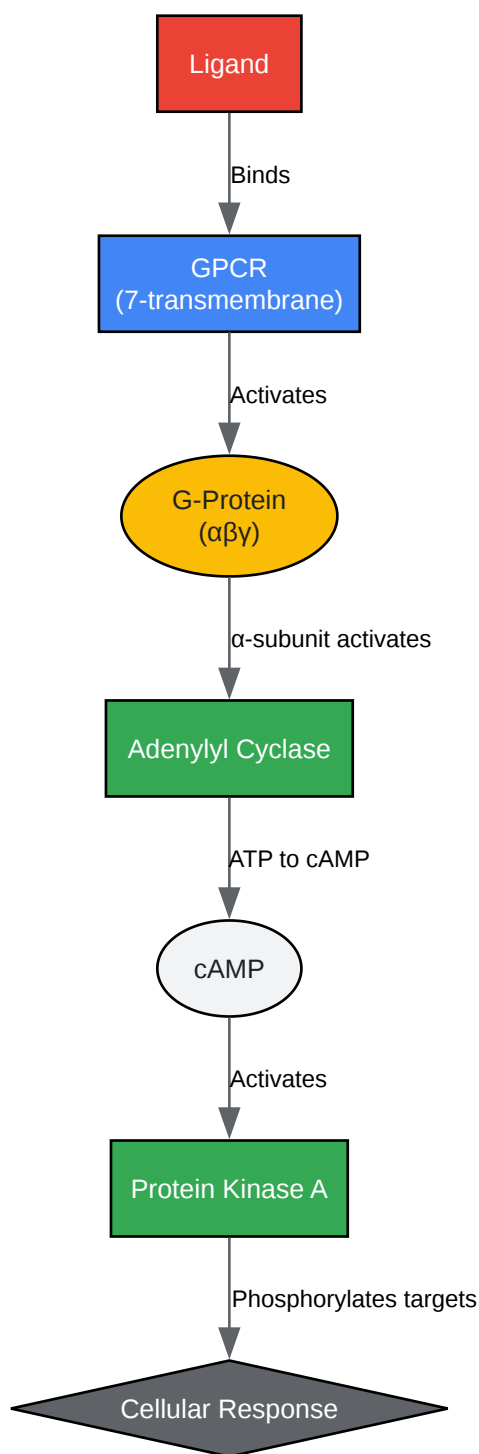 Ligand
Binds
GPCR
(7-transmembrane)
Activates
G-Protein
(αβγ)
α-subunit activates
Adenylyl Cyclase
ATP to cAMP
cAMP
Activates
Protein Kinase A
Phosphorylates targets
Cellular Response